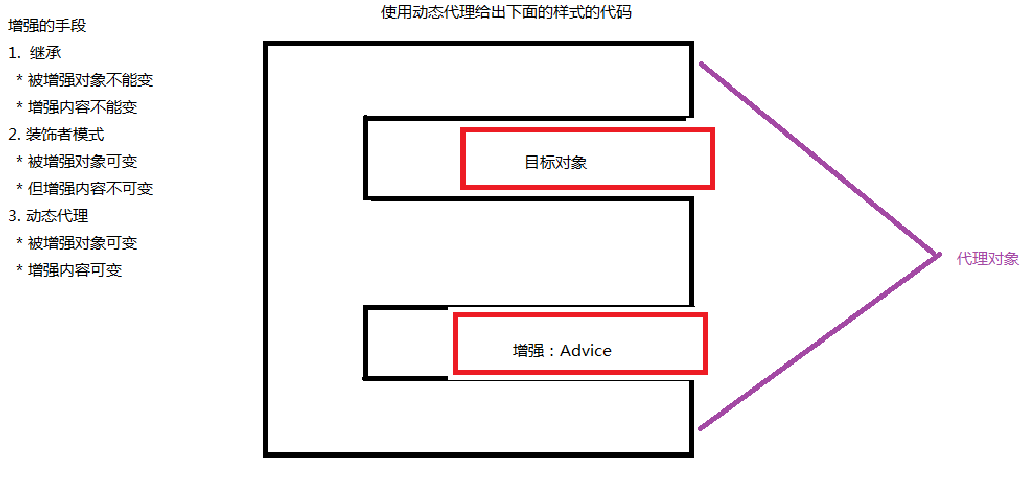 使用动态代理给出下面的样式的代码
增强的手段
1. 继承
* 被增强对象不能变
* 增强内容不能变
2. 装饰者模式
* 被增强对象可变
* 但增强内容不可变
3. 动态代理
* 被增强对象可变
* 增强内容可变
目标对象
增强：Advice
代理对象